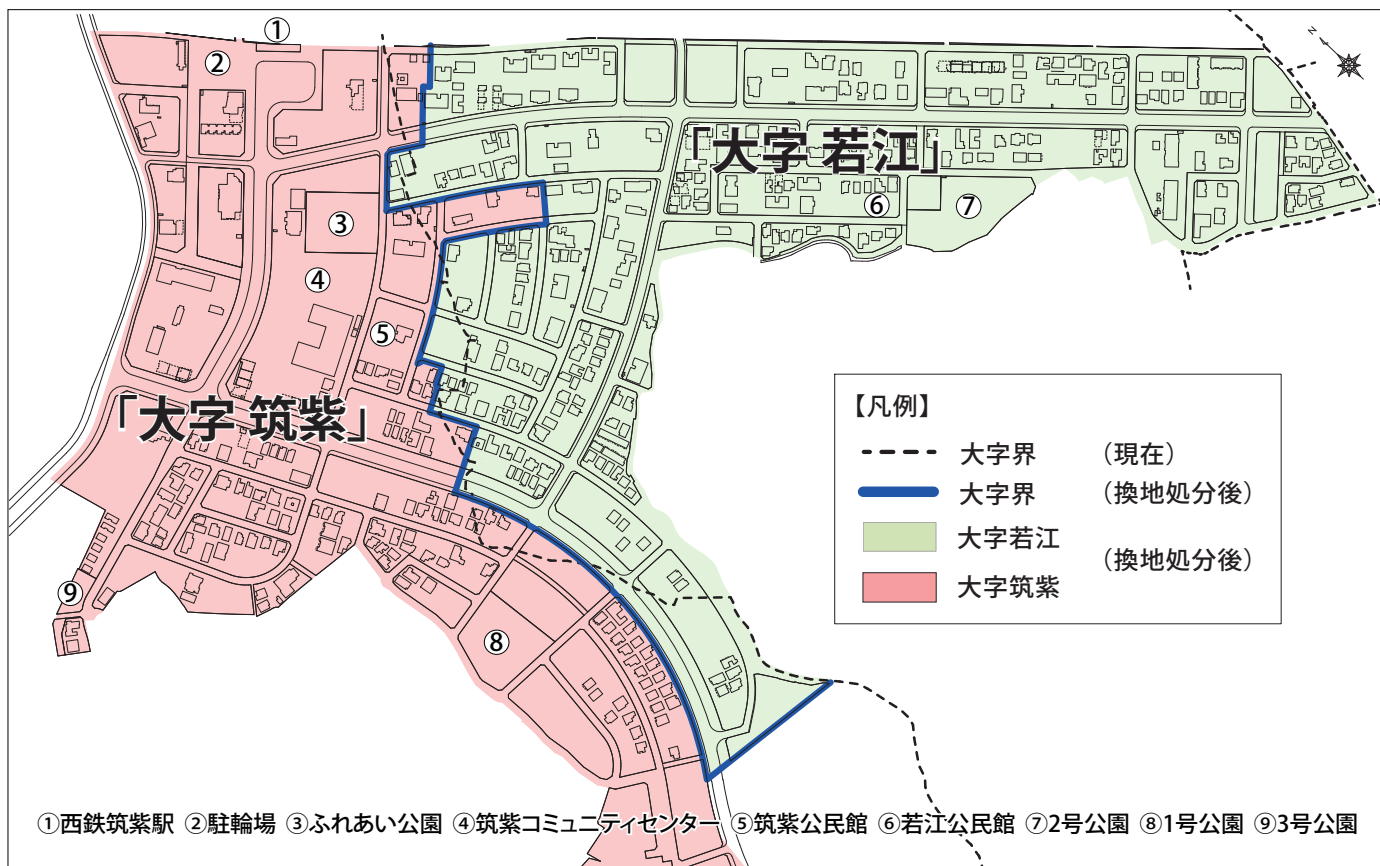 ①
②
N
「大字 若江」
③
⑥
⑦
④
⑤
「大字 筑紫」
【凡例】
大字界 (現在)
大字界 (換地処分後)
大字若江
(換地処分後)
大字筑紫
⑨
⑧
①西鉄筑紫駅 ②駐輪場 ③ふれあい公園 ④筑紫コミュニティセンター ⑤筑紫公民館 ⑥若江公民館 ⑦2号公園 ⑧1号公園 ⑨3号公園